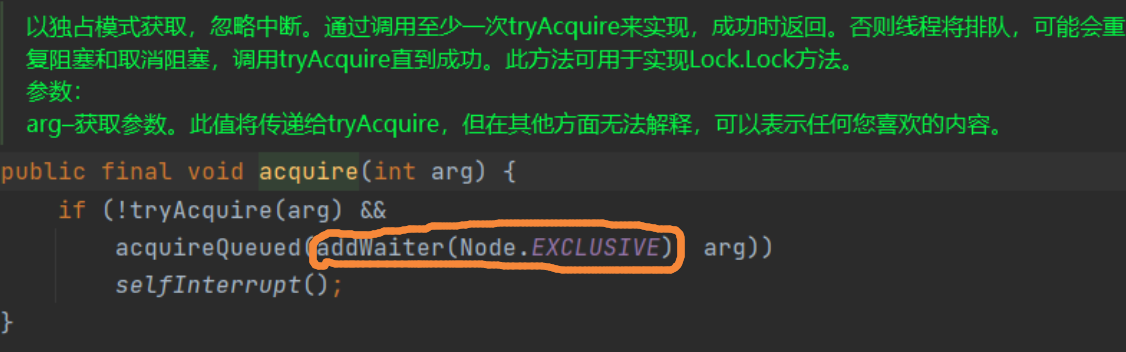 以独占模式获取，忽略中断。通过调用至少一次tryAcquire来实现，成功时返回。否则线程将排队，可能会重
复阻塞和取消阻塞，调用tryAcquire直到成功。此方法可用于实现Lock.Lock方法。
参数：
arg–获取参数。此值将传递给tryAcquire，但在其他方面无法解释，可以表示任何您喜欢的内容。
public final void acquire(int arg) {
if (!tryAcquire(arg) &&
acquireQueued(addWaiter(Node.EXCLUSIVE) arg))
selfInterrupt();
}